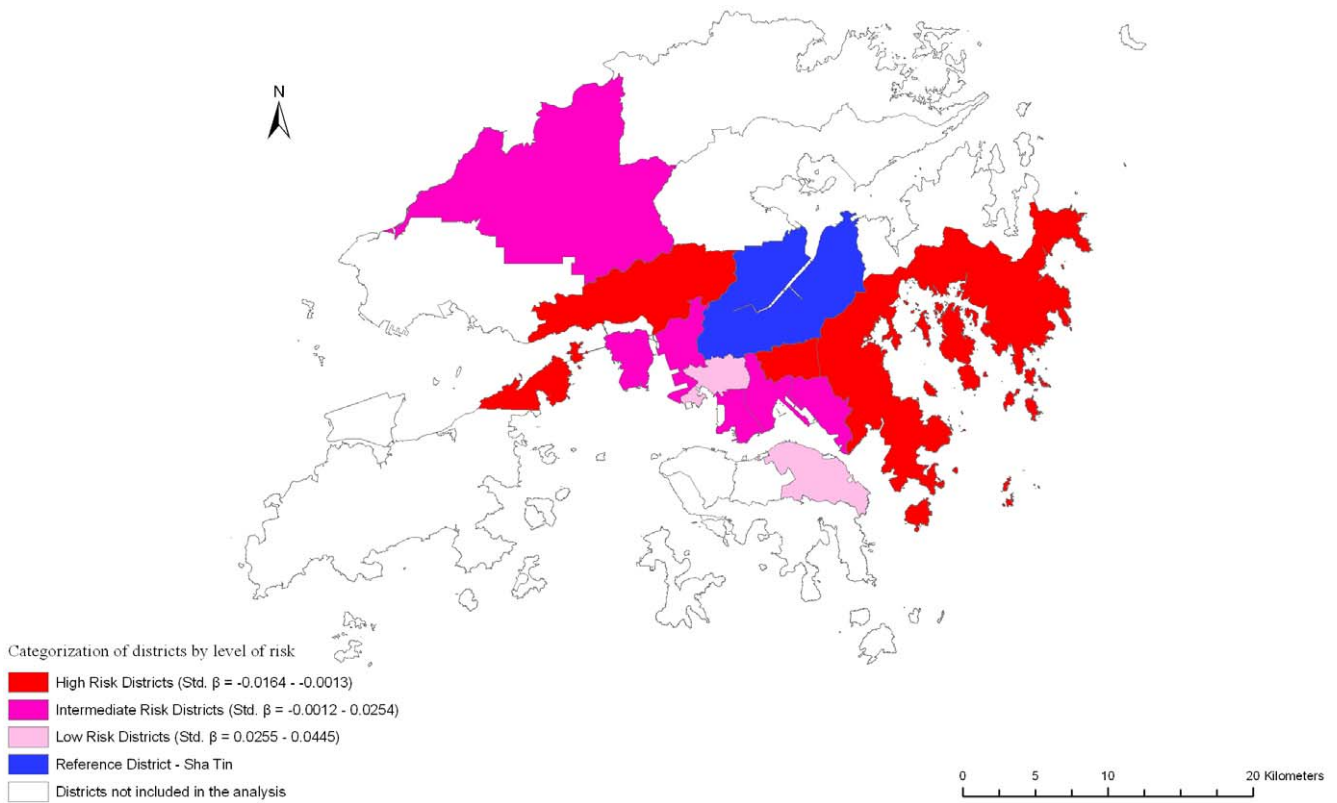 N
Categorization of districts by level of risk
High Risk Districts (Std. β = -0.0164 - -0.0013)
Intermediate Risk Districts (Std. β = -0.0012 - 0.0254)
Low Risk Districts (Std. β = 0.0255 - 0.0445)
Reference District - Sha Tin
Districts not included in the analysis
0 5 10 20 Kilometers